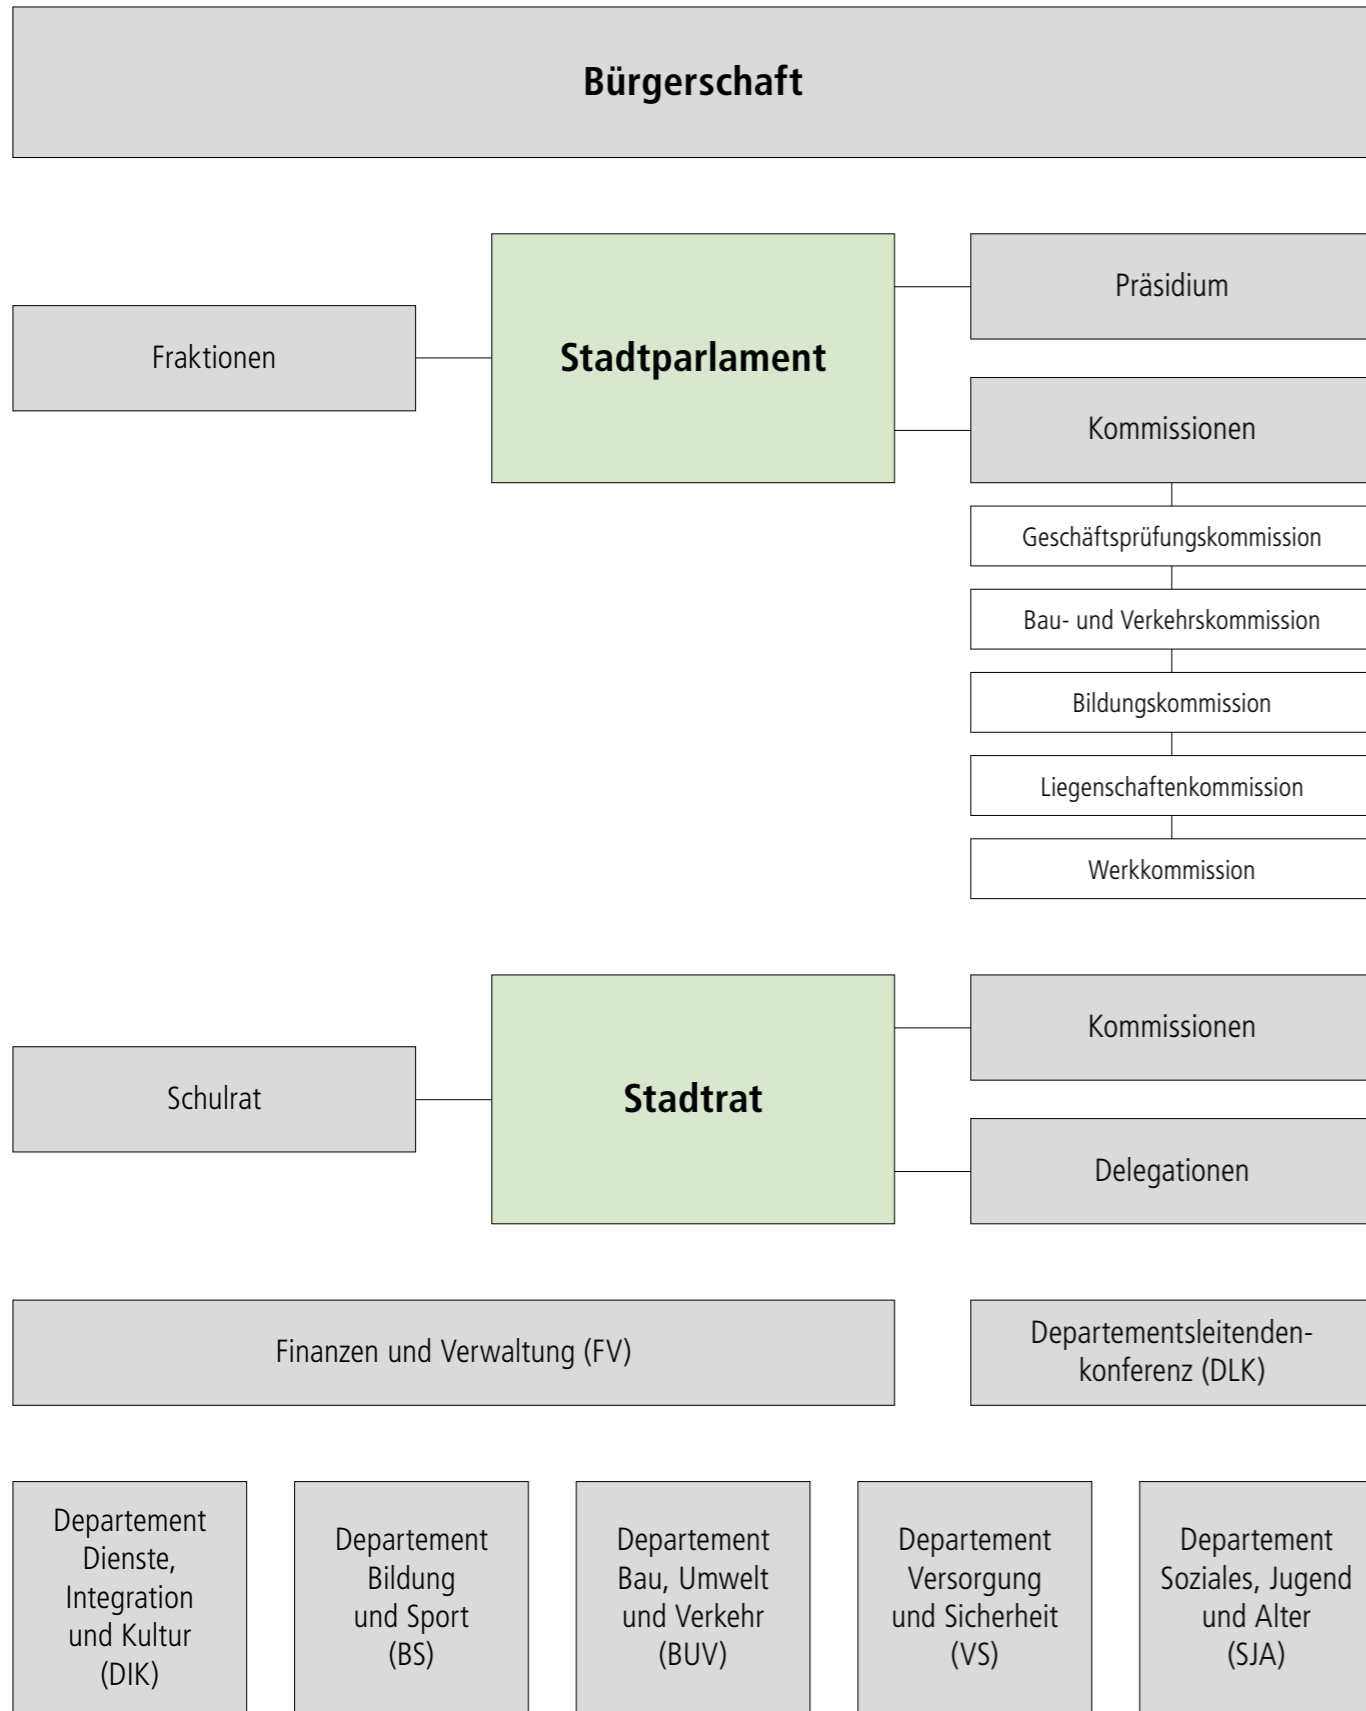 Bürgerschaft
Fraktionen
Stadtparlament
Präsidium
Kommissionen
Geschäftsprüfungskommission
Bau- und Verkehrskommission
Bildungskommission
Liegenschaftenkommission
Werkkommission
Schulrat
Stadtrat
Kommissionen
Delegationen
Finanzen und Verwaltung (FV)
Departementsleitenden-
konferenz (DLK)
Departement
Dienste,
Integration
und Kultur
(DIK)
Departement
Bildung
und Sport
(BS)
Departement
Bau, Umwelt
und Verkehr
(BUV)
Departement
Versorgung
und Sicherheit
(VS)
Departement
Soziales, Jugend
und Alter
(SJA)